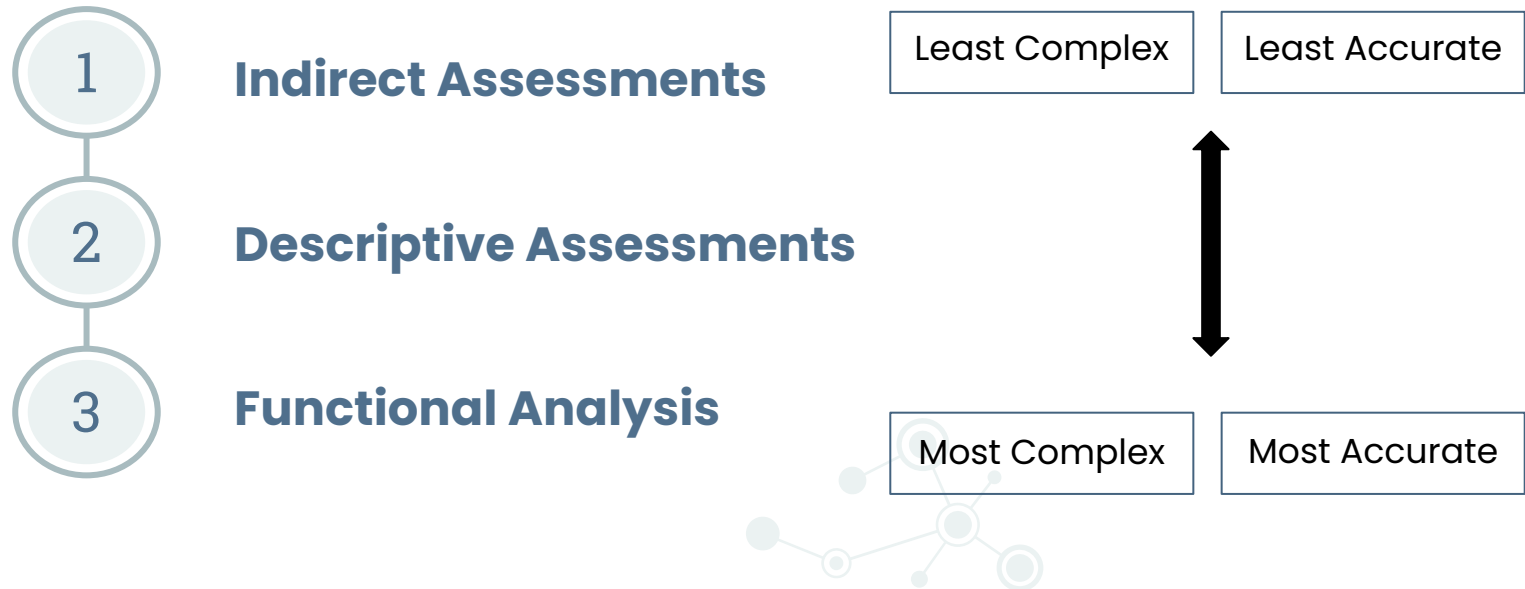 1
Indirect Assessments
Least Complex
Least Accurate
2
Descriptive Assessments
3
Functional Analysis
Most Complex
Most Accurate